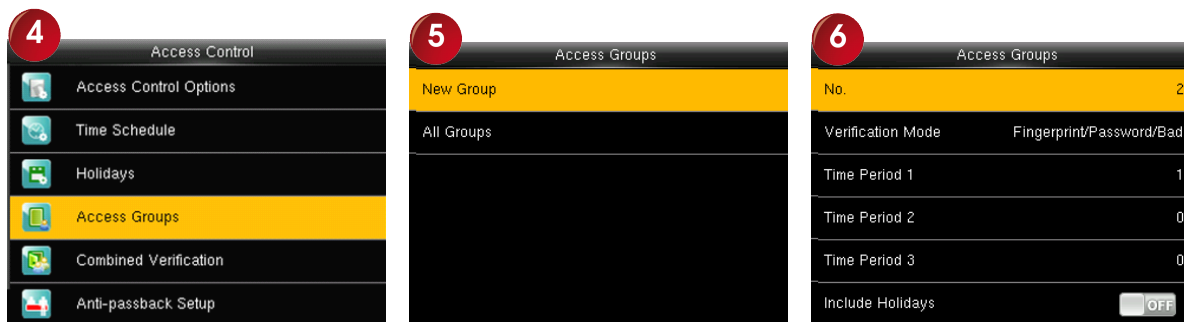 4
Access Control
Access Control Options
Time Schedule
Holidays
Access Groups
Combined Verification
Anti-passback Setup
5
Access Groups
New Group
All Groups
6
Access Groups
No. 2
Verification Mode Fingerprint/Password/Bad
Time Period 1 1
Time Period 2 0
Time Period 3 0
Include Holidays OFF